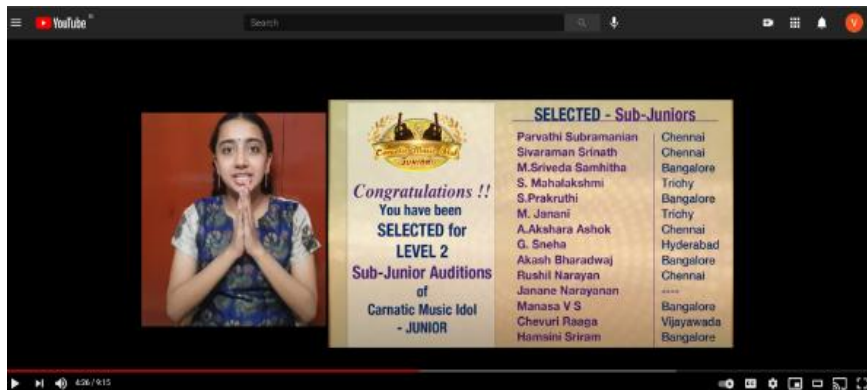 YouTube
Search
V
Carnatic Music Idol
JUNIOR
Congratulations !!
You have been
SELECTED for
LEVEL 2
Sub-Junior Auditions
of
Carnatic Music Idol
- JUNIOR
SELECTED - Sub-Juniors
Parvathi Subramanian Chennai
Sivaraman Srinath Chennai
M.Sriveda Samhitha Bangalore
S. Mahalakshmi Trichy
S.Prakruthi Bangalore
M. Janani Trichy
A.Akshara Ashok Chennai
G. Sneha Hyderabad
Akash Bharadwaj Bangalore
Rushil Narayan Chennai
Janane Narayanan ----
Manasa V S Bangalore
Chevuri Raaga Vijayawada
Hamsini Sriram Bangalore
4:36 / 9:15